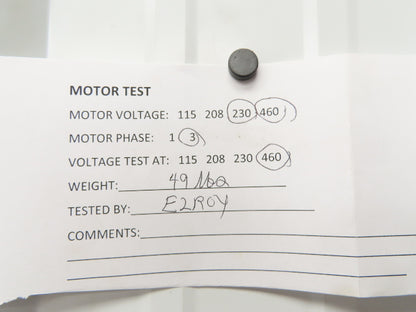 MOTOR TEST
MOTOR VOLTAGE: 115 208 230 460
MOTOR PHASE: 1 3
VOLTAGE TEST AT: 115 208 230 460
WEIGHT: 49
TESTED BY: ELROY
COMMENTS: